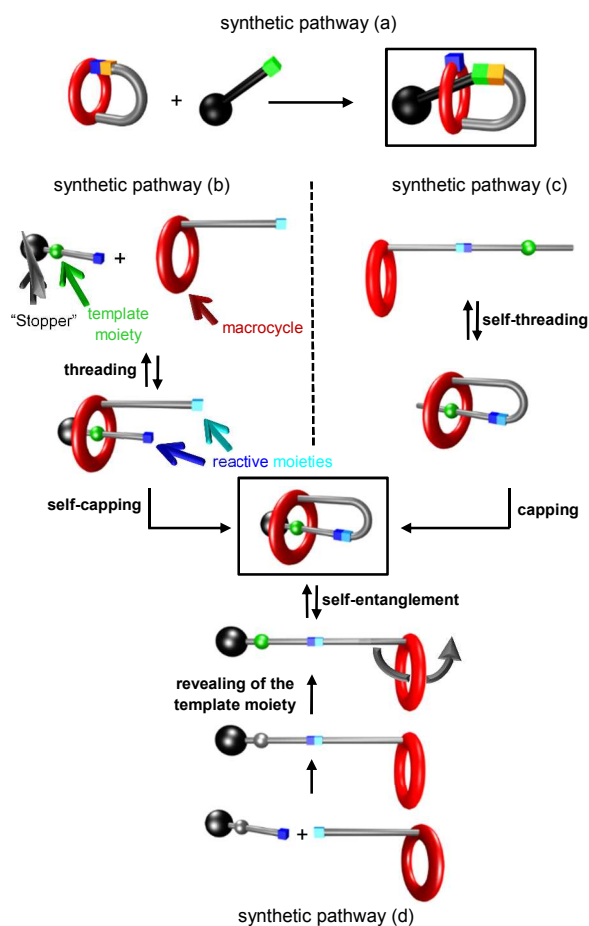 synthetic pathway (a)
+
synthetic pathway (b)
synthetic pathway (c)
+
"Stopper"
template
moiety
macrocycle
threading
self-threading
reactive moieties
self-capping
capping
self-entanglement
revealing of the
template moiety
+
synthetic pathway (d)